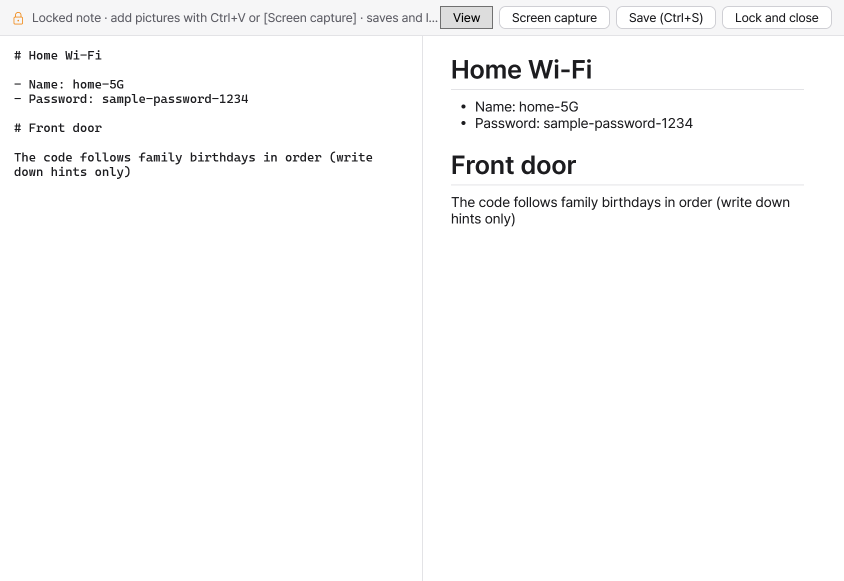 Locked note · add pictures with Ctrl+V or [Screen capture] · saves and l...
View
Screen capture
Save (Ctrl+S)
Lock and close
# Home Wi-Fi
- Name: home-5G
- Password: sample-password-1234
# Front door
The code follows family birthdays in order (write
down hints only)
Home Wi-Fi
• Name: home-5G
• Password: sample-password-1234
Front door
The code follows family birthdays in order (write down
hints only)